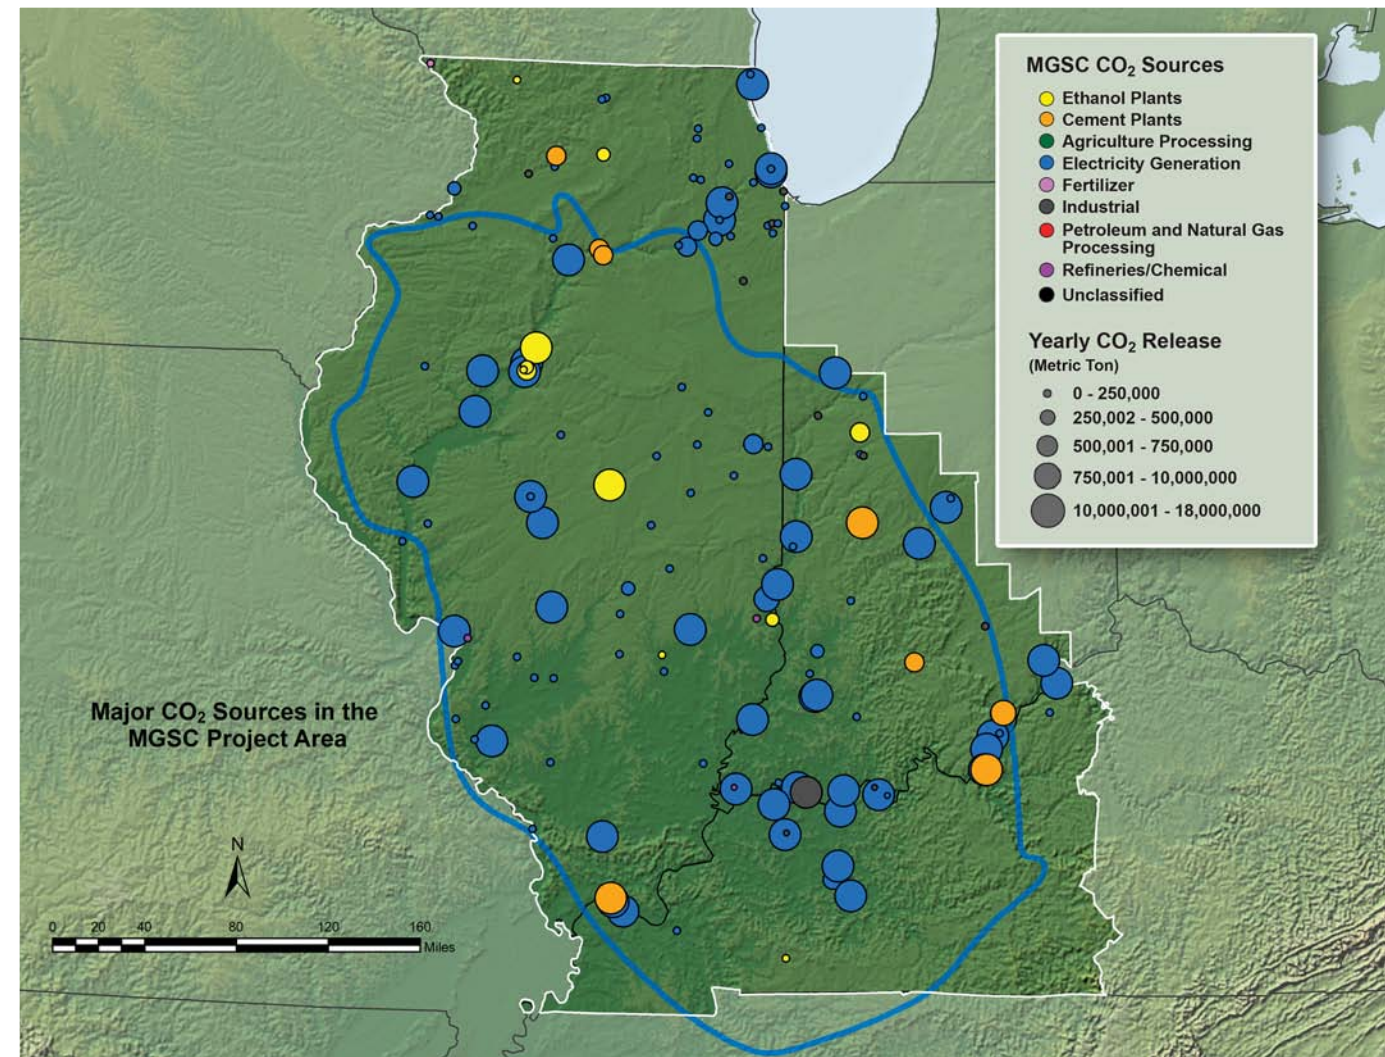 MGSC CO2 Sources
Ethanol Plants
Cement Plants
Agriculture Processing
Electricity Generation
Fertilizer
Industrial
Petroleum and Natural Gas
Processing
Refineries/Chemical
Unclassified
Yearly CO2 Release
(Metric Ton)
0 - 250,000
250,002 - 500,000
500,001 - 750,000
750,001 - 10,000,000
10,000,001 - 18,000,000
Major CO2 Sources in the
MGSC Project Area
N
0 20 40 80 120 160
Miles